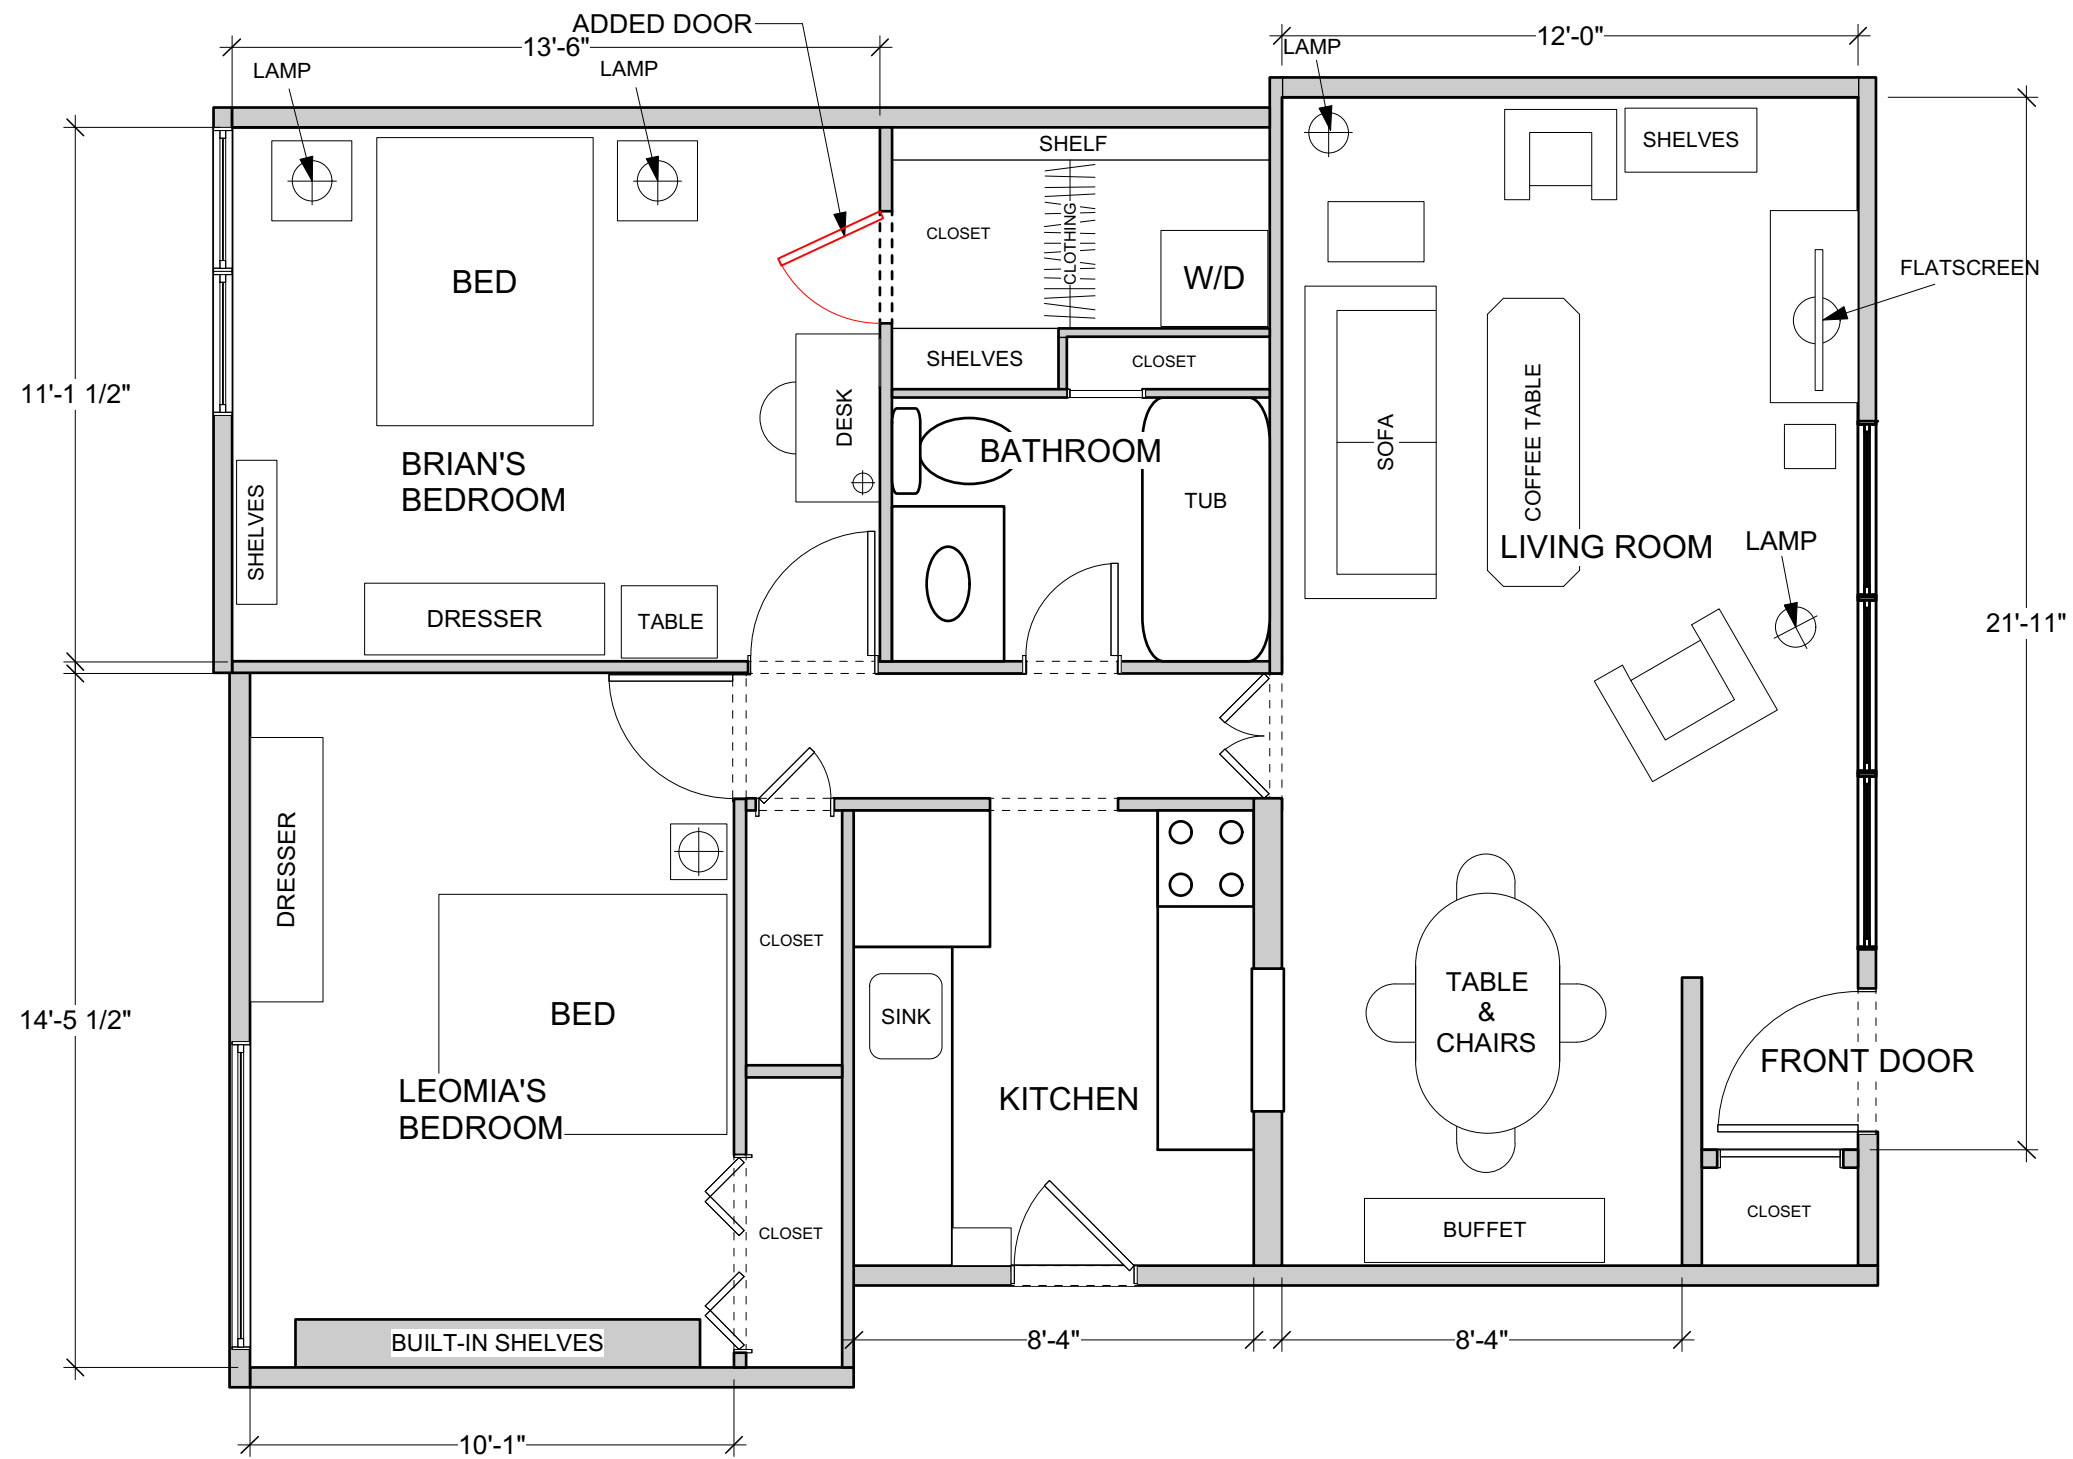 ADDED DOOR
13'-6"
12'-0"
LAMP
LAMP
LAMP
SHELF
SHELVES
CLOSET
CLOTHING
W/D
FLATSCREEN
BED
SHELVES
CLOSET
11'-1 1/2"
DESK
SOFA
COFFEE TABLE
BRIAN'S
BEDROOM
BATHROOM
TUB
SHELVES
LIVING ROOM
LAMP
DRESSER
TABLE
21'-11"
DRESSER
CLOSET
BED
14'-5 1/2"
SINK
TABLE
&
CHAIRS
FRONT DOOR
LEOMIA'S
BEDROOM
KITCHEN
CLOSET
CLOSET
BUFFET
BUILT-IN SHELVES
8'-4"
8'-4"
10'-1"